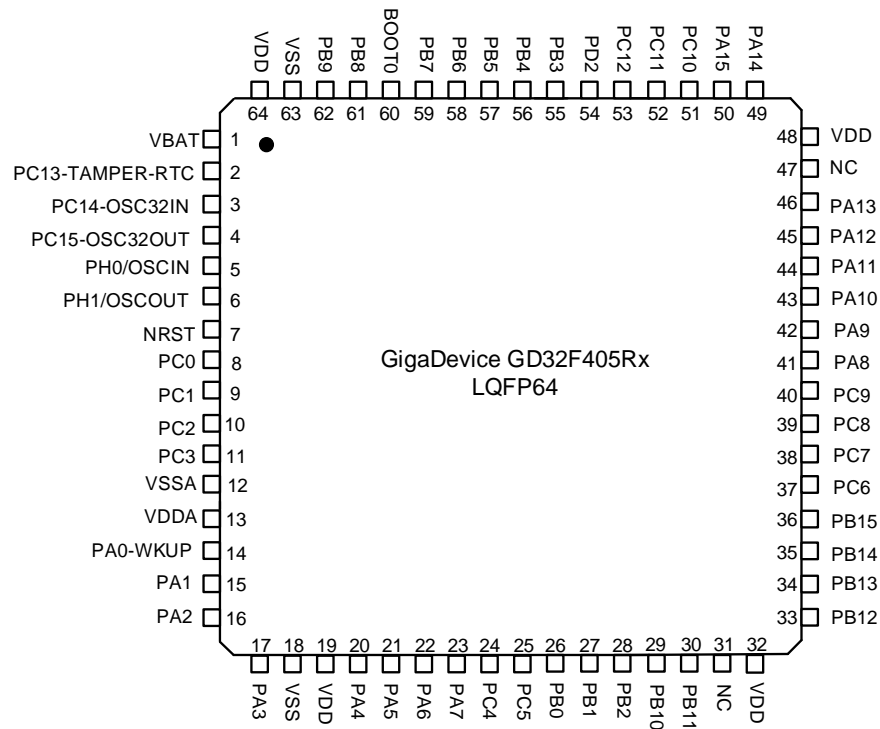 VDD VSS PB9 PB8 BOOT0 PB7 PB6 PB5 PB4 PB3 PD2 PC12 PC11 PC10 PA15 PA14
64 63 62 61 60 59 58 57 56 55 54 53 52 51 50 49
VBAT 1 48 VDD
PC13-TAMPER-RTC 2 47 NC
PC14-OSC32IN 3 46 PA13
PC15-OSC32OUT 4 45 PA12
PH0/OSCIN 5 44 PA11
PH1/OSCOUT 6 43 PA10
NRST 7 42 PA9
PC0 8 GigaDevice GD32F405Rx 41 PA8
LQFP64
PC1 9 40 PC9
PC2 10 39 PC8
PC3 11 38 PC7
VSSA 12 37 PC6
VDDA 13 36 PB15
PA0-WKUP 14 35 PB14
PA1 15 34 PB13
PA2 16 33 PB12
17 18 19 20 21 22 23 24 25 26 27 28 29 30 31 32
PA3 VSS VDD PA4 PA5 PA6 PA7 PC4 PC5 PB0 PB1 PB2 PB10 PB11 NC VDD